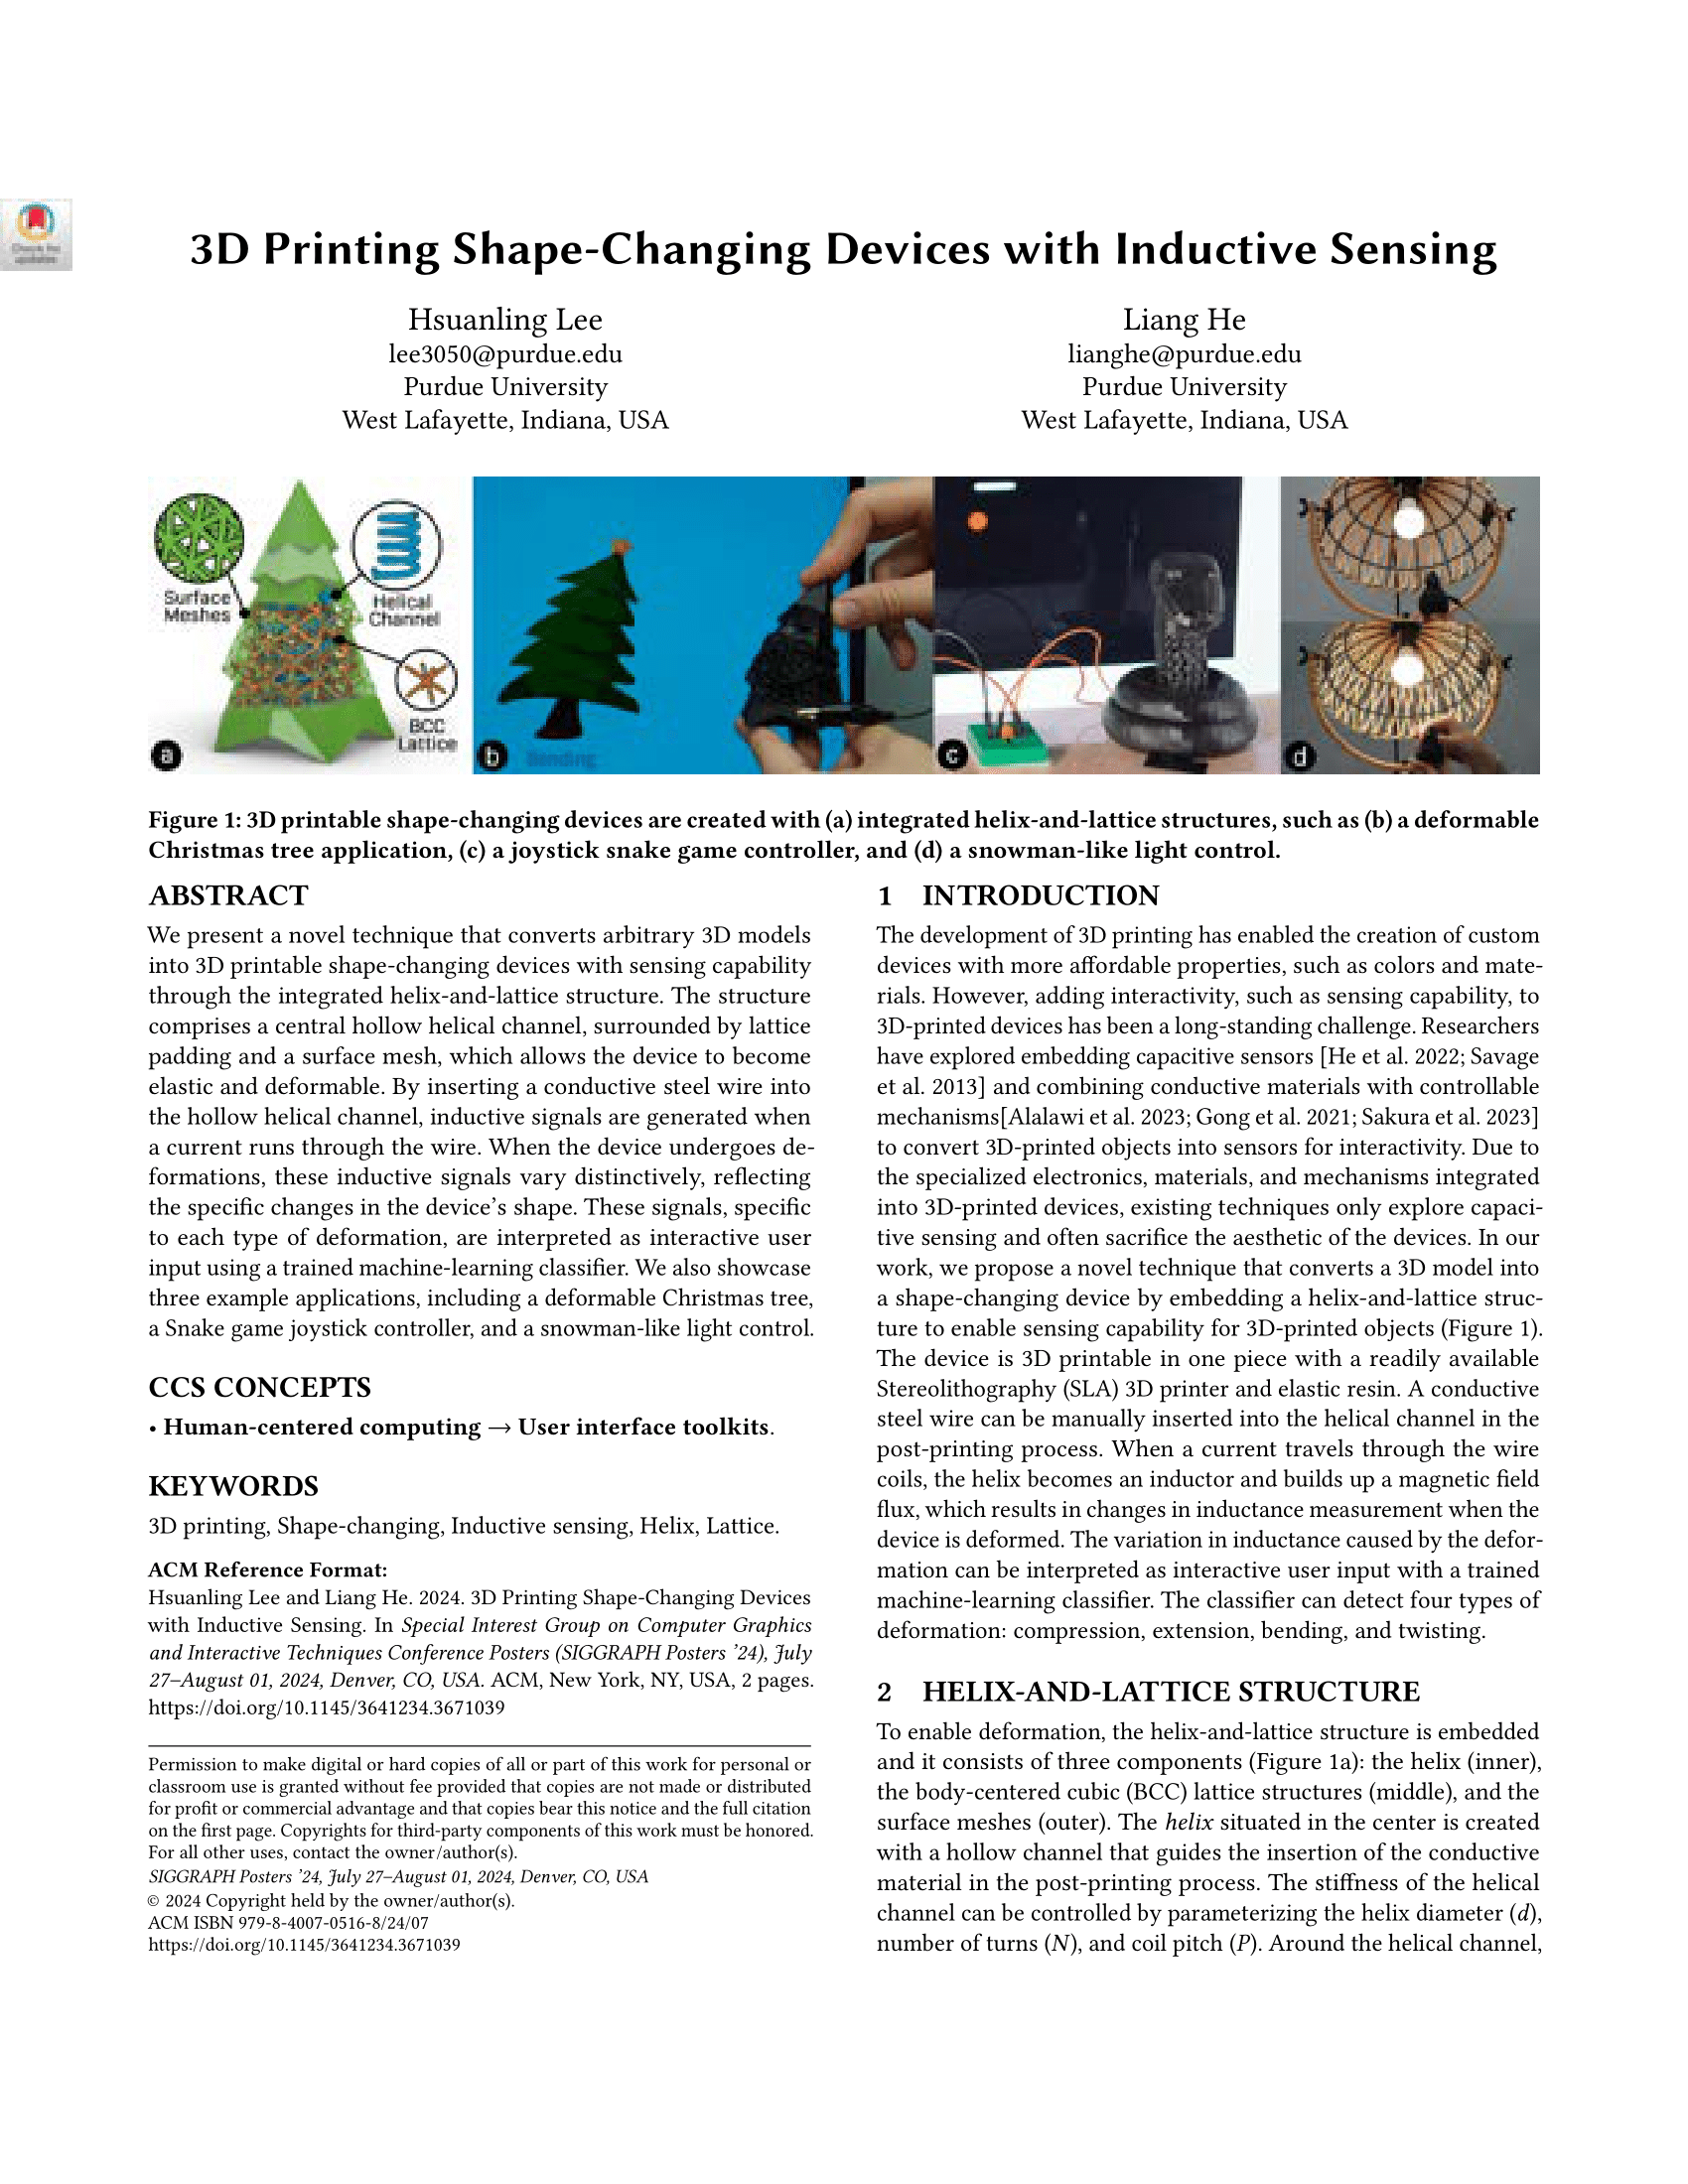 Check for
updates
3D Printing Shape-Changing Devices with Inductive Sensing
Hsuanling Lee
lee3050@purdue.edu
Purdue University
West Lafayette, Indiana, USA
Liang He
lianghe@purdue.edu
Purdue University
West Lafayette, Indiana, USA
Surface
Meshes
Helical
Channel
BCC
Lattice
a
b
Bending
c
d
Figure 1: 3D printable shape-changing devices are created with (a) integrated helix-and-lattice structures, such as (b) a deformable
Christmas tree application, (c) a joystick snake game controller, and (d) a snowman-like light control.
ABSTRACT
We present a novel technique that converts arbitrary 3D models
into 3D printable shape-changing devices with sensing capability
through the integrated helix-and-lattice structure. The structure
comprises a central hollow helical channel, surrounded by lattice
padding and a surface mesh, which allows the device to become
elastic and deformable. By inserting a conductive steel wire into
the hollow helical channel, inductive signals are generated when
a current runs through the wire. When the device undergoes de-
formations, these inductive signals vary distinctively, reflecting
the specific changes in the device's shape. These signals, specific
to each type of deformation, are interpreted as interactive user
input using a trained machine-learning classifier. We also showcase
three example applications, including a deformable Christmas tree,
a Snake game joystick controller, and a snowman-like light control.
CCS CONCEPTS
• Human-centered computing → User interface toolkits.
KEYWORDS
3D printing, Shape-changing, Inductive sensing, Helix, Lattice.
ACM Reference Format:
Hsuanling Lee and Liang He. 2024. 3D Printing Shape-Changing Devices
with Inductive Sensing. In Special Interest Group on Computer Graphics
and Interactive Techniques Conference Posters (SIGGRAPH Posters '24), July
27–August 01, 2024, Denver, CO, USA. ACM, New York, NY, USA, 2 pages.
https://doi.org/10.1145/3641234.3671039
Permission to make digital or hard copies of all or part of this work for personal or
classroom use is granted without fee provided that copies are not made or distributed
for profit or commercial advantage and that copies bear this notice and the full citation
on the first page. Copyrights for third-party components of this work must be honored.
For all other uses, contact the owner/author(s).
SIGGRAPH Posters '24, July 27–August 01, 2024, Denver, CO, USA
© 2024 Copyright held by the owner/author(s).
ACM ISBN 979-8-4007-0516-8/24/07
https://doi.org/10.1145/3641234.3671039
1 INTRODUCTION
The development of 3D printing has enabled the creation of custom
devices with more affordable properties, such as colors and mate-
rials. However, adding interactivity, such as sensing capability, to
3D-printed devices has been a long-standing challenge. Researchers
have explored embedding capacitive sensors [He et al. 2022; Savage
et al. 2013] and combining conductive materials with controllable
mechanisms[Alalawi et al. 2023; Gong et al. 2021; Sakura et al. 2023]
to convert 3D-printed objects into sensors for interactivity. Due to
the specialized electronics, materials, and mechanisms integrated
into 3D-printed devices, existing techniques only explore capaci-
tive sensing and often sacrifice the aesthetic of the devices. In our
work, we propose a novel technique that converts a 3D model into
a shape-changing device by embedding a helix-and-lattice struc-
ture to enable sensing capability for 3D-printed objects (Figure 1).
The device is 3D printable in one piece with a readily available
Stereolithography (SLA) 3D printer and elastic resin. A conductive
steel wire can be manually inserted into the helical channel in the
post-printing process. When a current travels through the wire
coils, the helix becomes an inductor and builds up a magnetic field
flux, which results in changes in inductance measurement when the
device is deformed. The variation in inductance caused by the defor-
mation can be interpreted as interactive user input with a trained
machine-learning classifier. The classifier can detect four types of
deformation: compression, extension, bending, and twisting.
2 HELIX-AND-LATTICE STRUCTURE
To enable deformation, the helix-and-lattice structure is embedded
and it consists of three components (Figure 1a): the helix (inner),
the body-centered cubic (BCC) lattice structures (middle), and the
surface meshes (outer). The helix situated in the center is created
with a hollow channel that guides the insertion of the conductive
material in the post-printing process. The stiffness of the helical
channel can be controlled by parameterizing the helix diameter (d),
number of turns (N), and coil pitch (P). Around the helical channel,